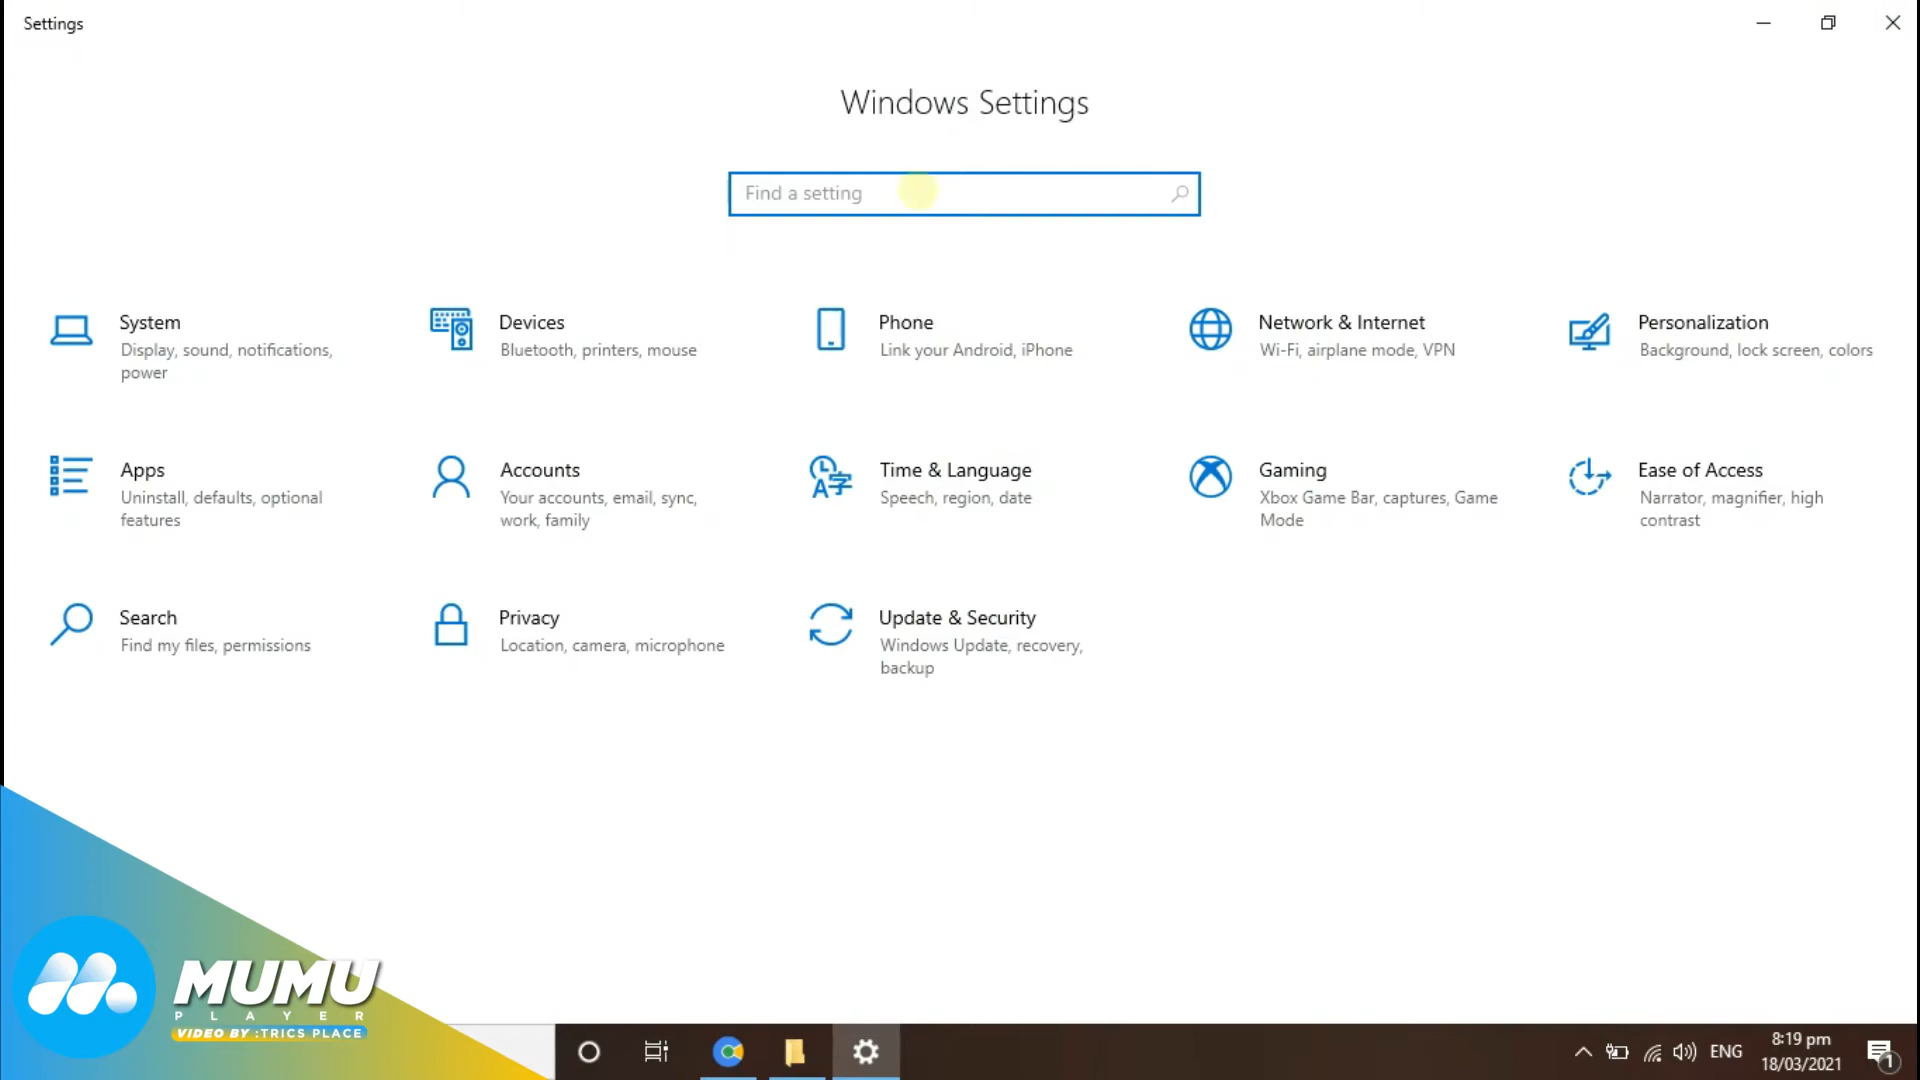 Settings
Windows Settings
Find a setting
System
Display, sound, notifications,
power
Devices
Bluetooth, printers, mouse
Phone
Link your Android, iPhone
Network & Internet
Wi-Fi, airplane mode, VPN
Personalization
Background, lock screen, colors
Apps
Uninstall, defaults, optional
features
Accounts
Your accounts, email, sync,
work, family
Time & Language
Speech, region, date
Gaming
Xbox Game Bar, captures, Game
Mode
Ease of Access
Narrator, magnifier, high
contrast
Search
Find my files, permissions
Privacy
Location, camera, microphone
Update & Security
Windows Update, recovery,
backup
MUMU
PLAYER
VIDEO BY :TRICS PLACE
ENG
8:19 pm
18/03/2021
1